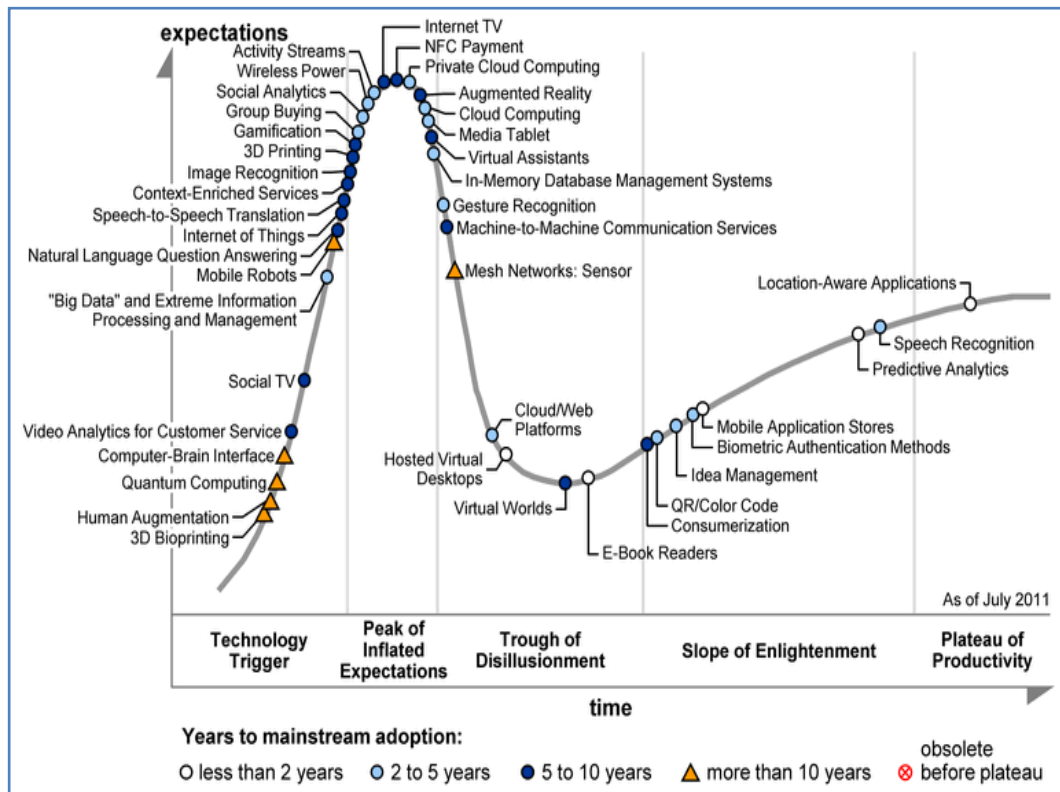 expectations
Internet TV
NFC Payment
Activity Streams
Private Cloud Computing
Wireless Power
Social Analytics
Augmented Reality
Group Buying
Cloud Computing
Gamification
Media Tablet
3D Printing
Virtual Assistants
Image Recognition
In-Memory Database Management Systems
Context-Enriched Services
Gesture Recognition
Speech-to-Speech Translation
Machine-to-Machine Communication Services
Internet of Things
Natural Language Question Answering
Mobile Robots
Mesh Networks: Sensor
"Big Data" and Extreme Information
Processing and Management
Location-Aware Applications
Speech Recognition
Predictive Analytics
Social TV
Cloud/Web
Platforms
Video Analytics for Customer Service
Mobile Application Stores
Computer-Brain Interface
Biometric Authentication Methods
Hosted Virtual
Desktops
Idea Management
Quantum Computing
Virtual Worlds
QR/Color Code
Human Augmentation
Consumerization
3D Bioprinting
E-Book Readers
As of July 2011
Technology
Trigger
Peak of
Inflated
Expectations
Trough of
Disillusionment
Slope of Enlightenment
Plateau of
Productivity
time
Years to mainstream adoption:
less than 2 years
2 to 5 years
5 to 10 years
more than 10 years
obsolete
before plateau